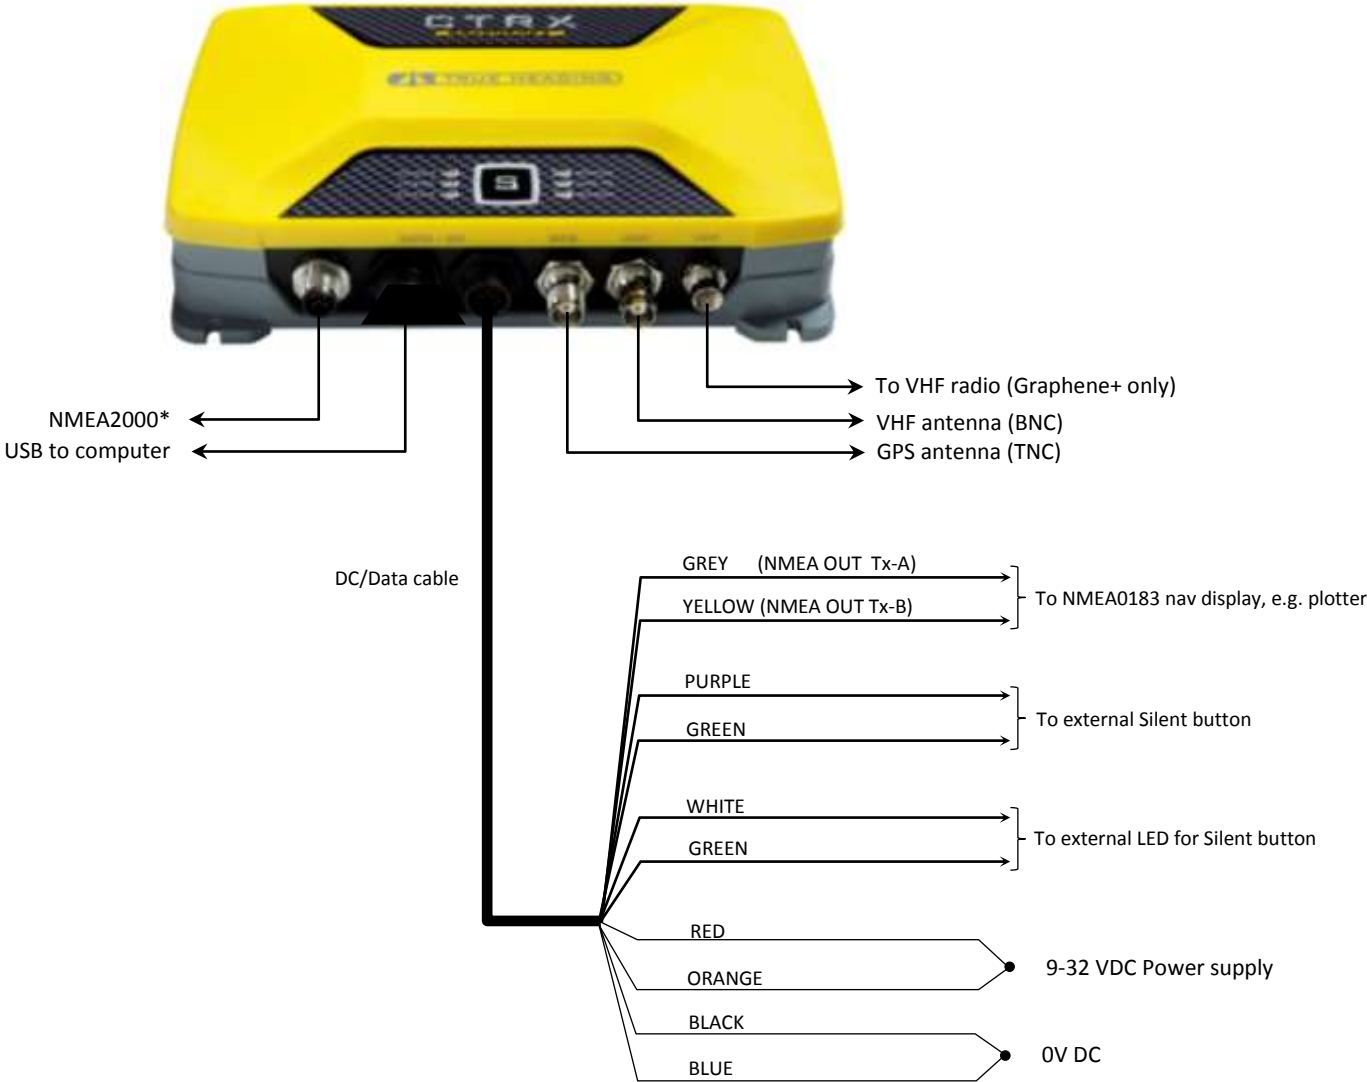 CTRX
TRUE HEADING
S
To VHF radio (Graphene+ only)
NMEA2000*
VHF antenna (BNC)
USB to computer
GPS antenna (TNC)
DC/Data cable
GREY (NMEA OUT Tx-A)
YELLOW (NMEA OUT Tx-B)
To NMEA0183 nav display, e.g. plotter
PURPLE
GREEN
To external Silent button
WHITE
GREEN
To external LED for Silent button
RED
ORANGE
9-32 VDC Power supply
BLACK
BLUE
0V DC